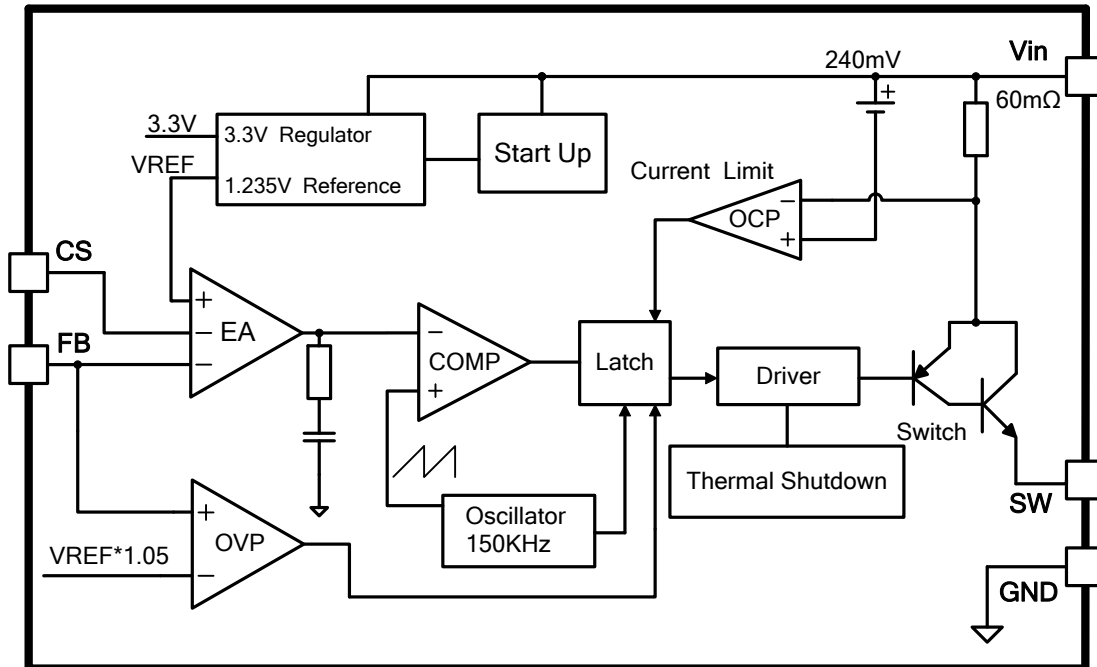 240mV
Vin
+
60mΩ
3.3V
3.3V Regulator
VREF
1.235V Reference
Start Up
Current Limit
OCP
−
+
CS
FB
+
−
−
EA
−
COMP
+
Latch
Driver
Switch
Thermal Shutdown
SW
Oscillator
150KHz
+
OVP
−
VREF*1.05
GND